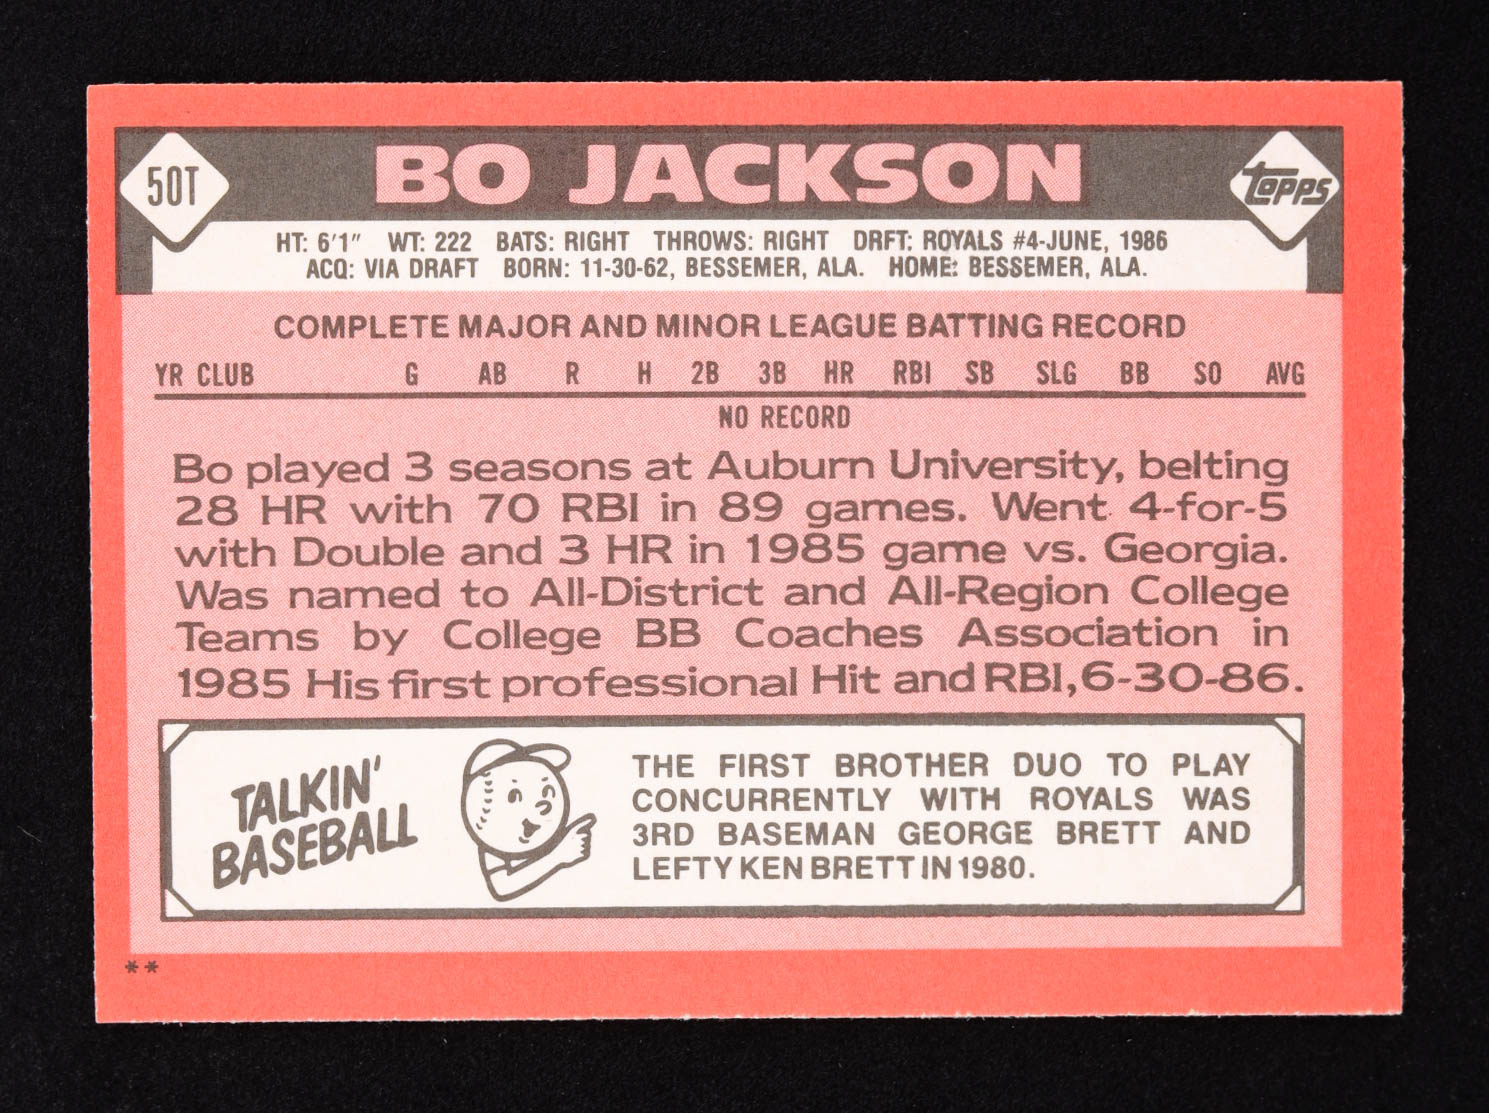 50T
BO JACKSON
topps
HT: 6'1" WT: 222 BATS: RIGHT THROWS: RIGHT DRFT: ROYALS #4-JUNE, 1986
ACQ: VIA DRAFT BORN: 11-30-62, BESSEMER, ALA. HOME: BESSEMER, ALA.
COMPLETE MAJOR AND MINOR LEAGUE BATTING RECORD
YR CLUB G AB R H 2B 3B HR RBI SB SLG BB SO AVG
NO RECORD
Bo played 3 seasons at Auburn University, belting
28 HR with 70 RBI in 89 games. Went 4-for-5
with Double and 3 HR in 1985 game vs. Georgia.
Was named to All-District and All-Region College
Teams by College BB Coaches Association in
1985 His first professional Hit and RBI, 6-30-86.
TALKIN'
BASEBALL
THE FIRST BROTHER DUO TO PLAY
CONCURRENTLY WITH ROYALS WAS
3RD BASEMAN GEORGE BRETT AND
LEFTY KEN BRETT IN 1980.
**